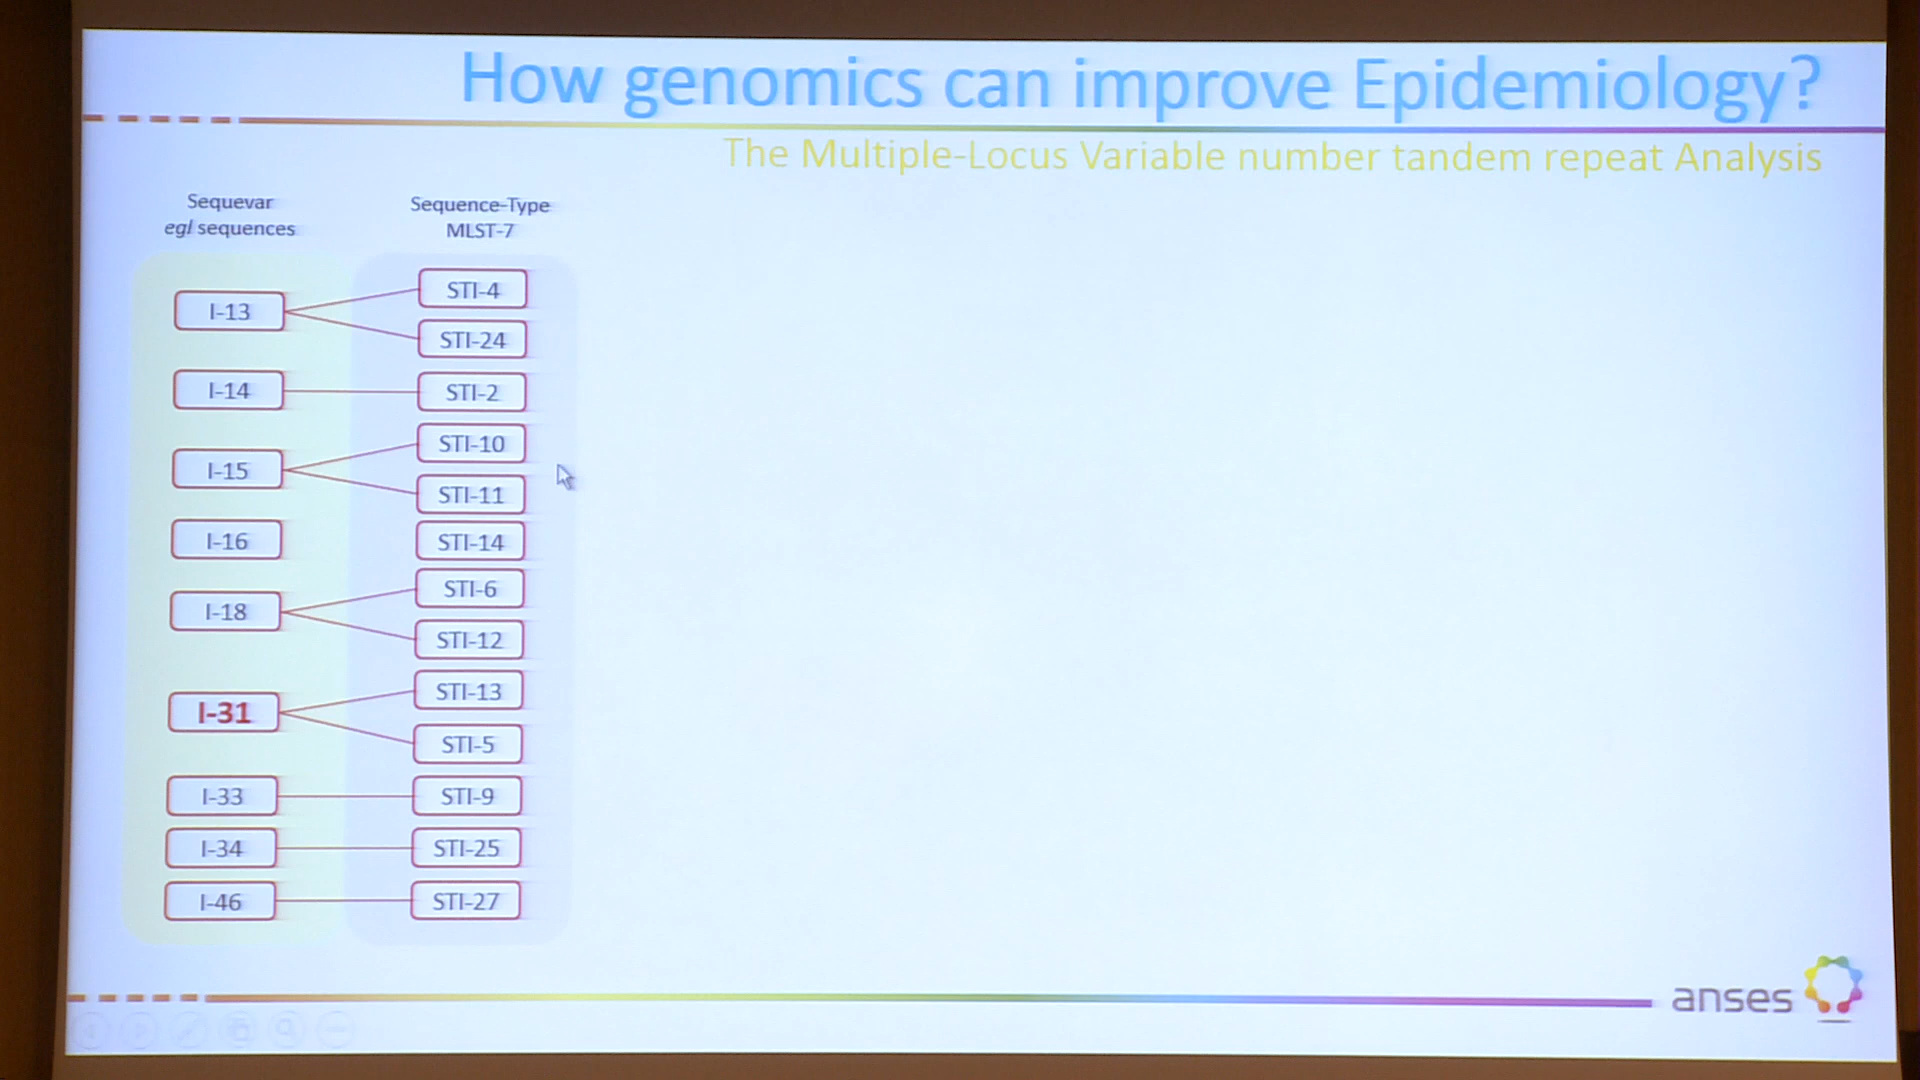 How genomics can improve Epidemiology?
The Multiple-Locus Variable number tandem repeat Analysis
Sequevar
egl sequences
Sequence-Type
MLST-7
I-13
STI-4
STI-24
I-14
STI-2
I-15
STI-10
STI-11
I-16
STI-14
I-18
STI-6
STI-12
I-31
STI-13
STI-5
I-33
STI-9
I-34
STI-25
I-46
STI-27
anses